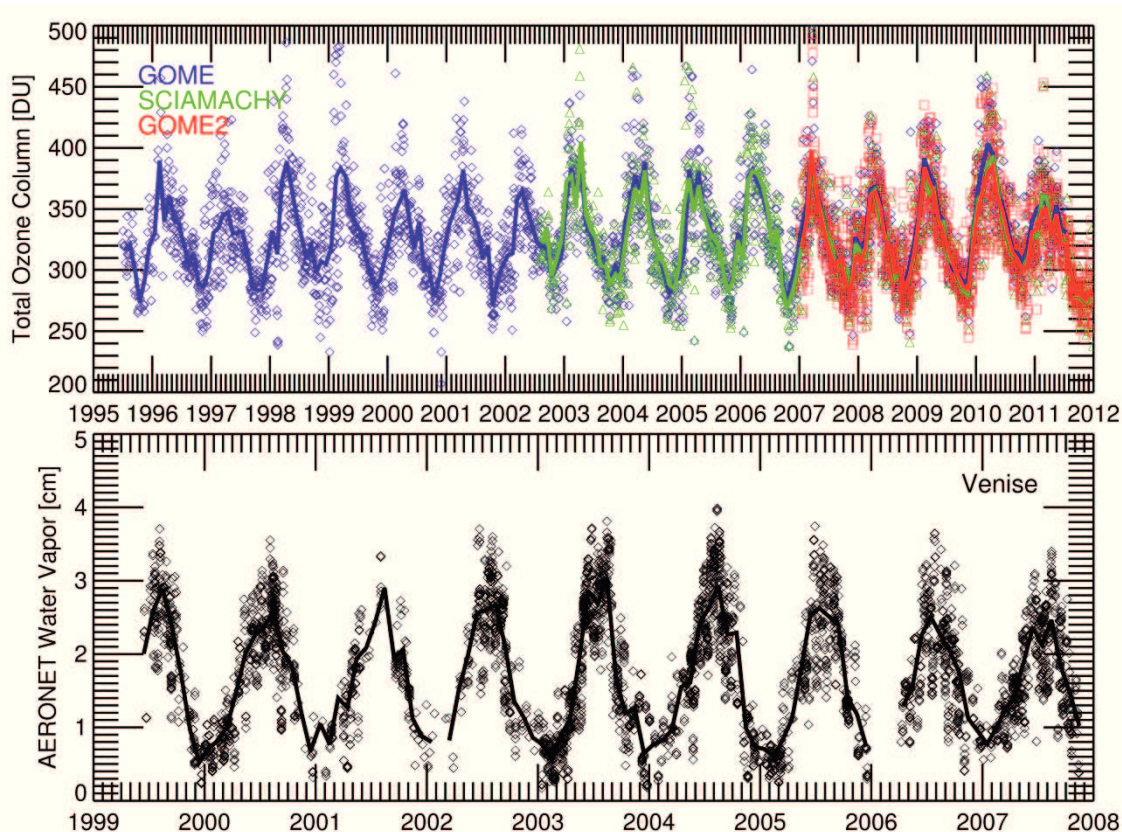 500
450
400
350
300
250
200
Total Ozone Column [DU]
GOME
SCIAMACHY
GOME2
1995 1996 1997 1998 1999 2000 2001 2002 2003 2004 2005 2006 2007 2008 2009 2010 2011 2012
5
4
3
2
1
0
AERONET Water Vapor [cm]
Venise
1999 2000 2001 2002 2003 2004 2005 2006 2007 2008